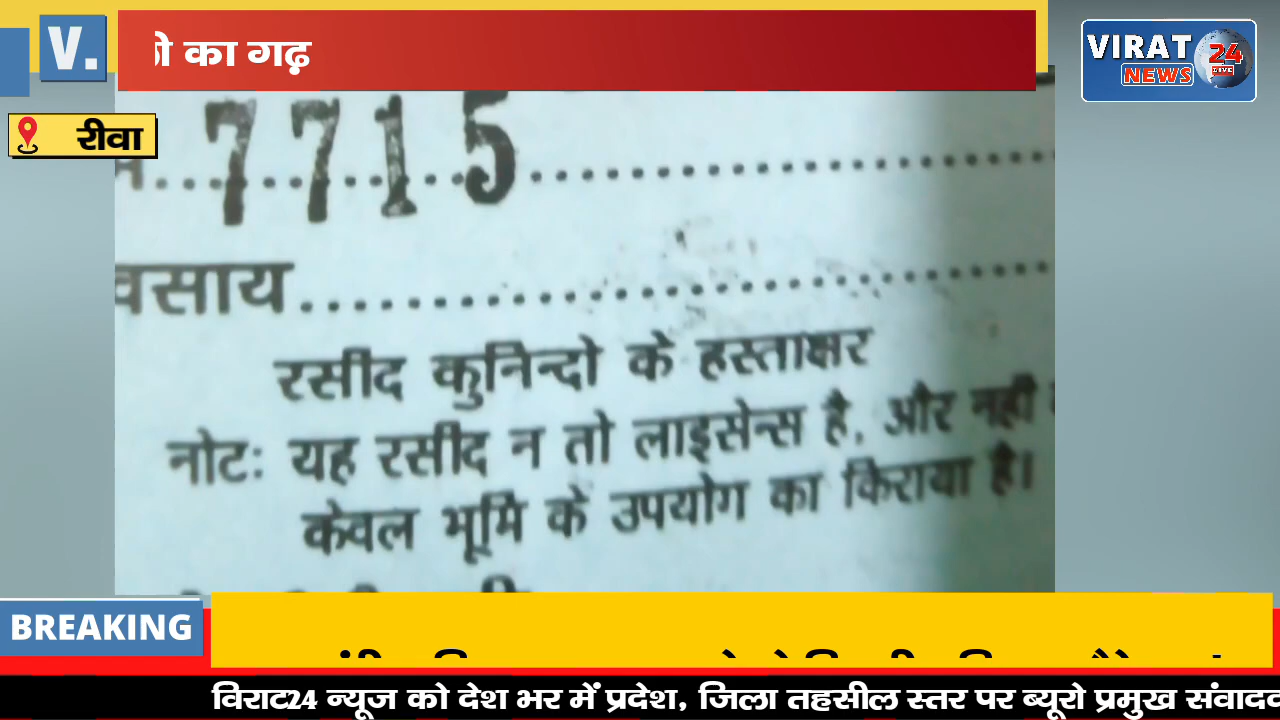 V.
का गढ़
VIRAT
24
NEWS
LIVE
रीवा
7715
वसाय
रसीद कुनिन्दो के हस्ताक्षर
नोटः यह रसीद न तो लाइसेन्स है, और नही
केवल भूमि के उपयोग का किराया है।
BREAKING
विराट24 न्यूज को देश भर में प्रदेश, जिला तहसील स्तर पर ब्यूरो प्रमुख